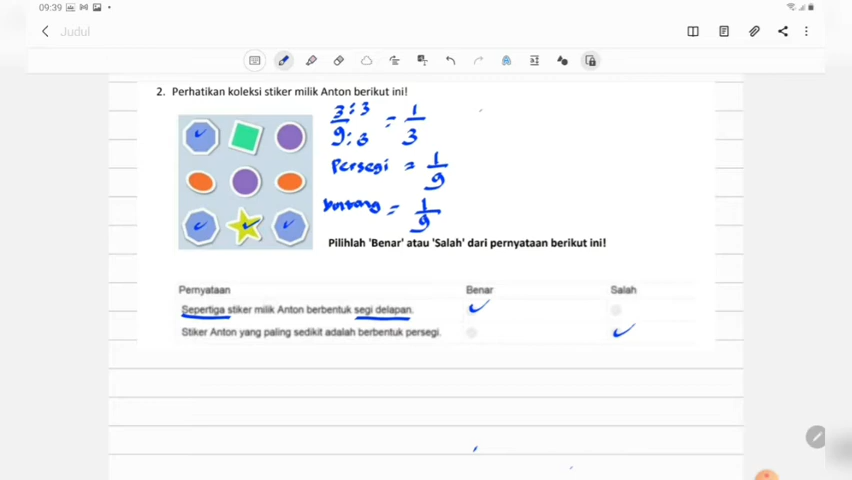 09:39
Judul
2. Perhatikan koleksi stiker milik Anton berikut ini!
3 : 3
9 : 3
= 1/3
Persegi = 1/9
bintang = 1/9
Pilihlah 'Benar' atau 'Salah' dari pernyataan berikut ini!
Pernyataan Benar Salah
Sepertiga stiker milik Anton berbentuk segi delapan.
Stiker Anton yang paling sedikit adalah berbentuk persegi.